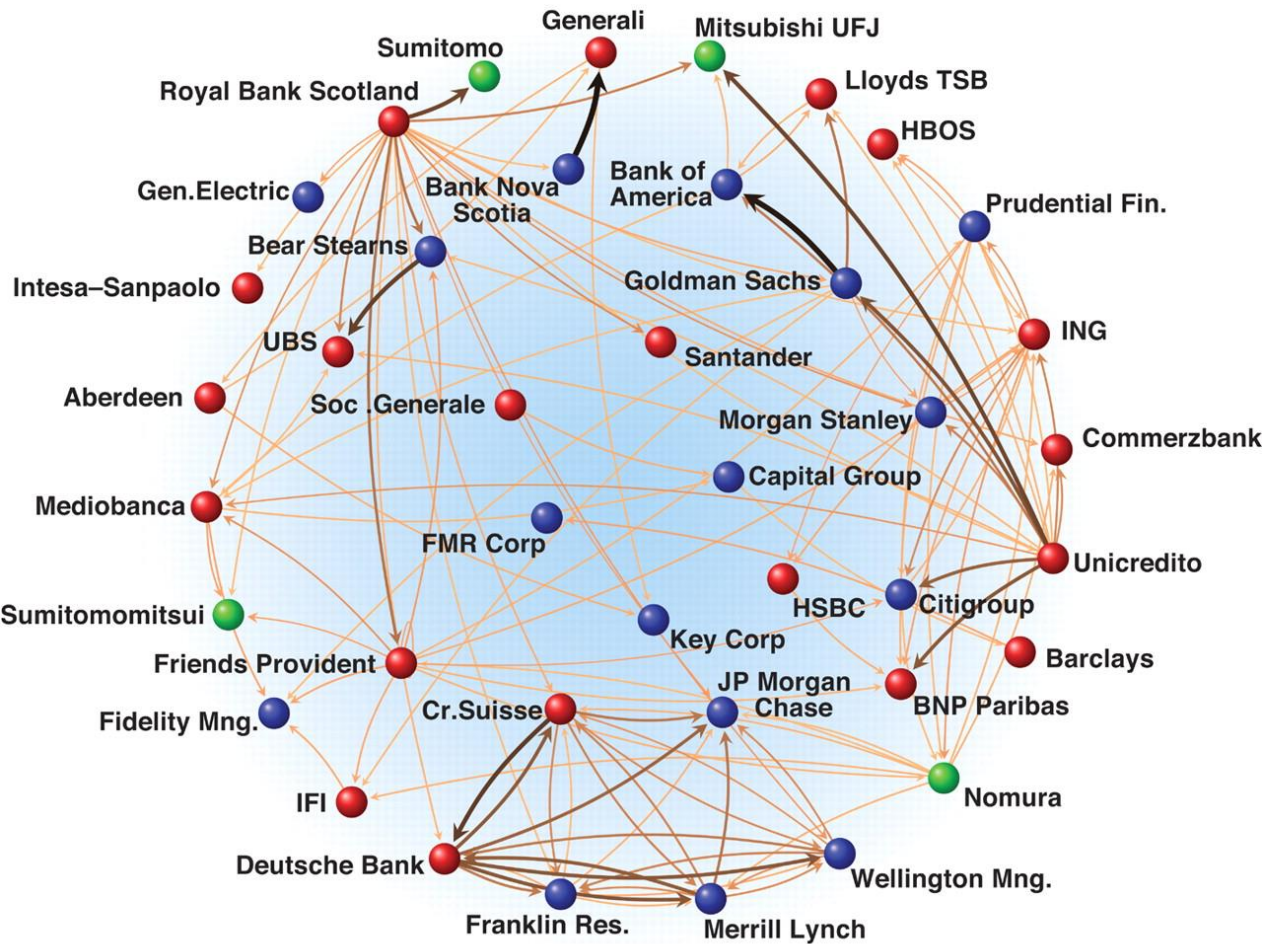 Generali
Mitsubishi UFJ
Sumitomo
Royal Bank Scotland
Lloyds TSB
HBOS
Gen.Electric
Bank Nova
Scotia
Bank of
America
Prudential Fin.
Bear Stearns
Goldman Sachs
Intesa–Sanpaolo
UBS
Santander
ING
Aberdeen
Soc .Generale
Morgan Stanley
Commerzbank
Capital Group
Mediobanca
FMR Corp
Unicredito
HSBC
Citigroup
Sumitomomitsui
Key Corp
Barclays
Friends Provident
JP Morgan
Chase
Cr.Suisse
BNP Paribas
Fidelity Mng.
IFI
Nomura
Deutsche Bank
Wellington Mng.
Franklin Res.
Merrill Lynch